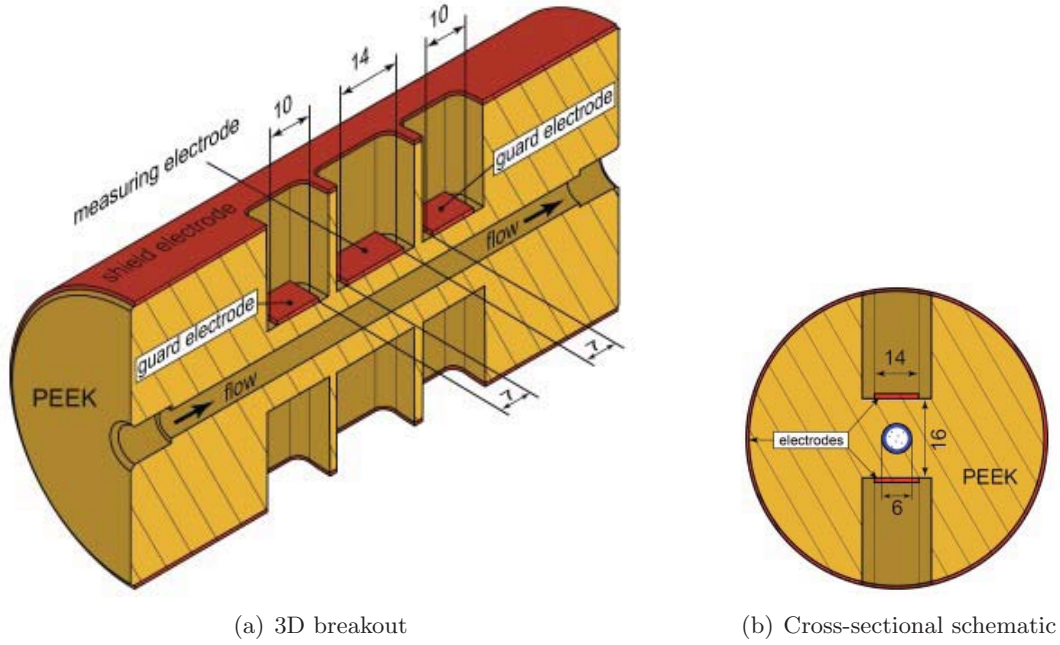 10
14
10
measuring electrode
guard electrode
shield electrode
flow
guard electrode
7
flow
7
PEEK
14
electrodes
16
PEEK
6
(a) 3D breakout
(b) Cross-sectional schematic